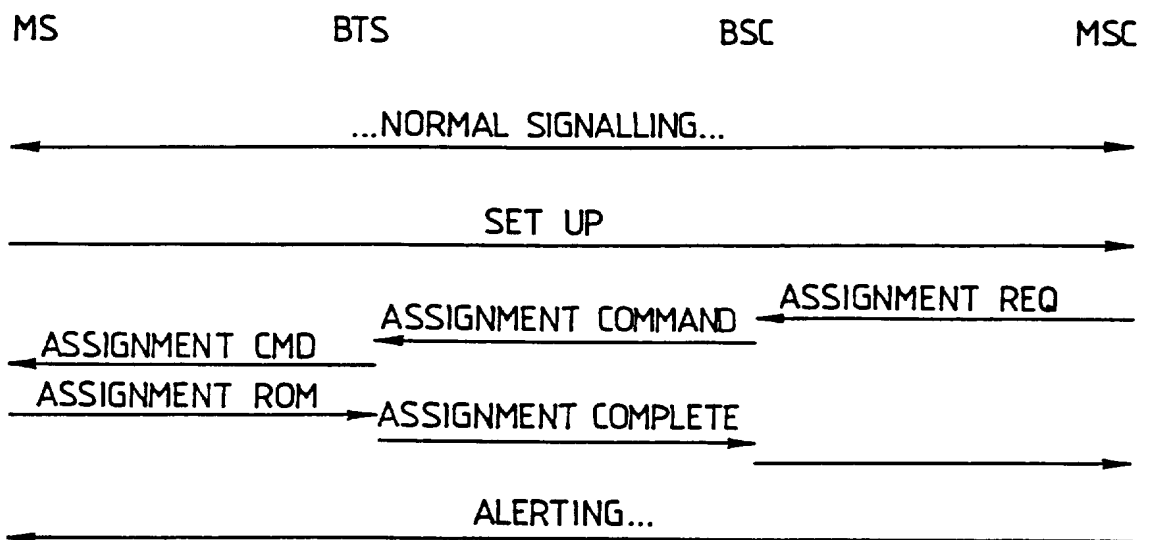 MS BTS BSC MSC
...NORMAL SIGNALLING...
SET UP
ASSIGNMENT REQ
ASSIGNMENT COMMAND
ASSIGNMENT CMD
ASSIGNMENT ROM
ASSIGNMENT COMPLETE
ALERTING...